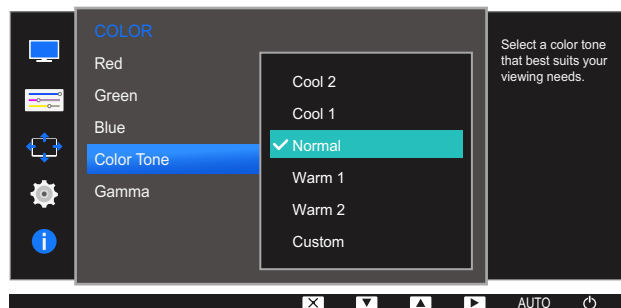 COLOR
Red
Green
Blue
Color Tone
Gamma
Cool 2
Cool 1
Normal
Warm 1
Warm 2
Custom
Select a color tone
that best suits your
viewing needs.
AUTO